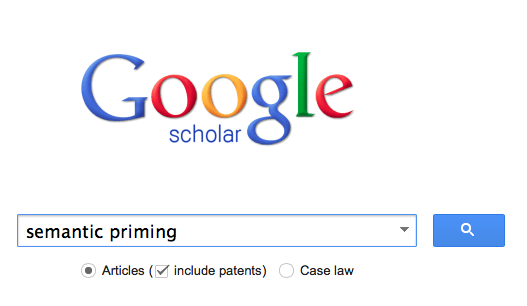 Google
scholar
semantic priming
Articles (include patents) Case law